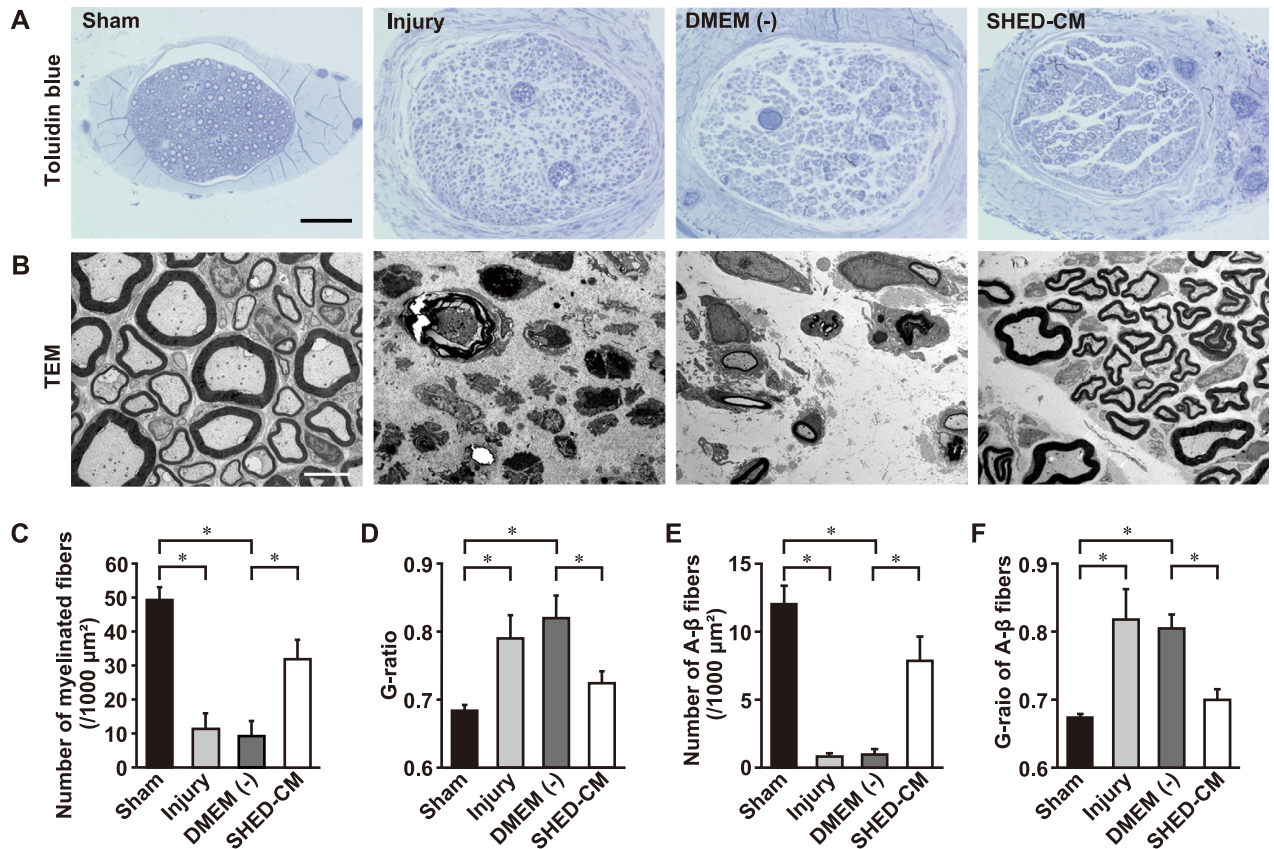 A
Sham
Injury
DMEM (-)
SHED-CM
Toluidin blue
B
TEM
C
Number of myelinated fibers
(/1000 μm²)
60
50
40
30
20
10
0
*
*
*
Sham
Injury
DMEM (-)
SHED-CM
D
G-ratio
0.9
0.8
0.7
0.6
*
*
*
Sham
Injury
DMEM (-)
SHED-CM
E
Number of A-β fibers
(/1000 μm²)
15
10
5
0
*
*
*
Sham
Injury
DMEM (-)
SHED-CM
F
G-raio of A-β fibers
0.9
0.8
0.7
0.6
*
*
*
Sham
Injury
DMEM (-)
SHED-CM